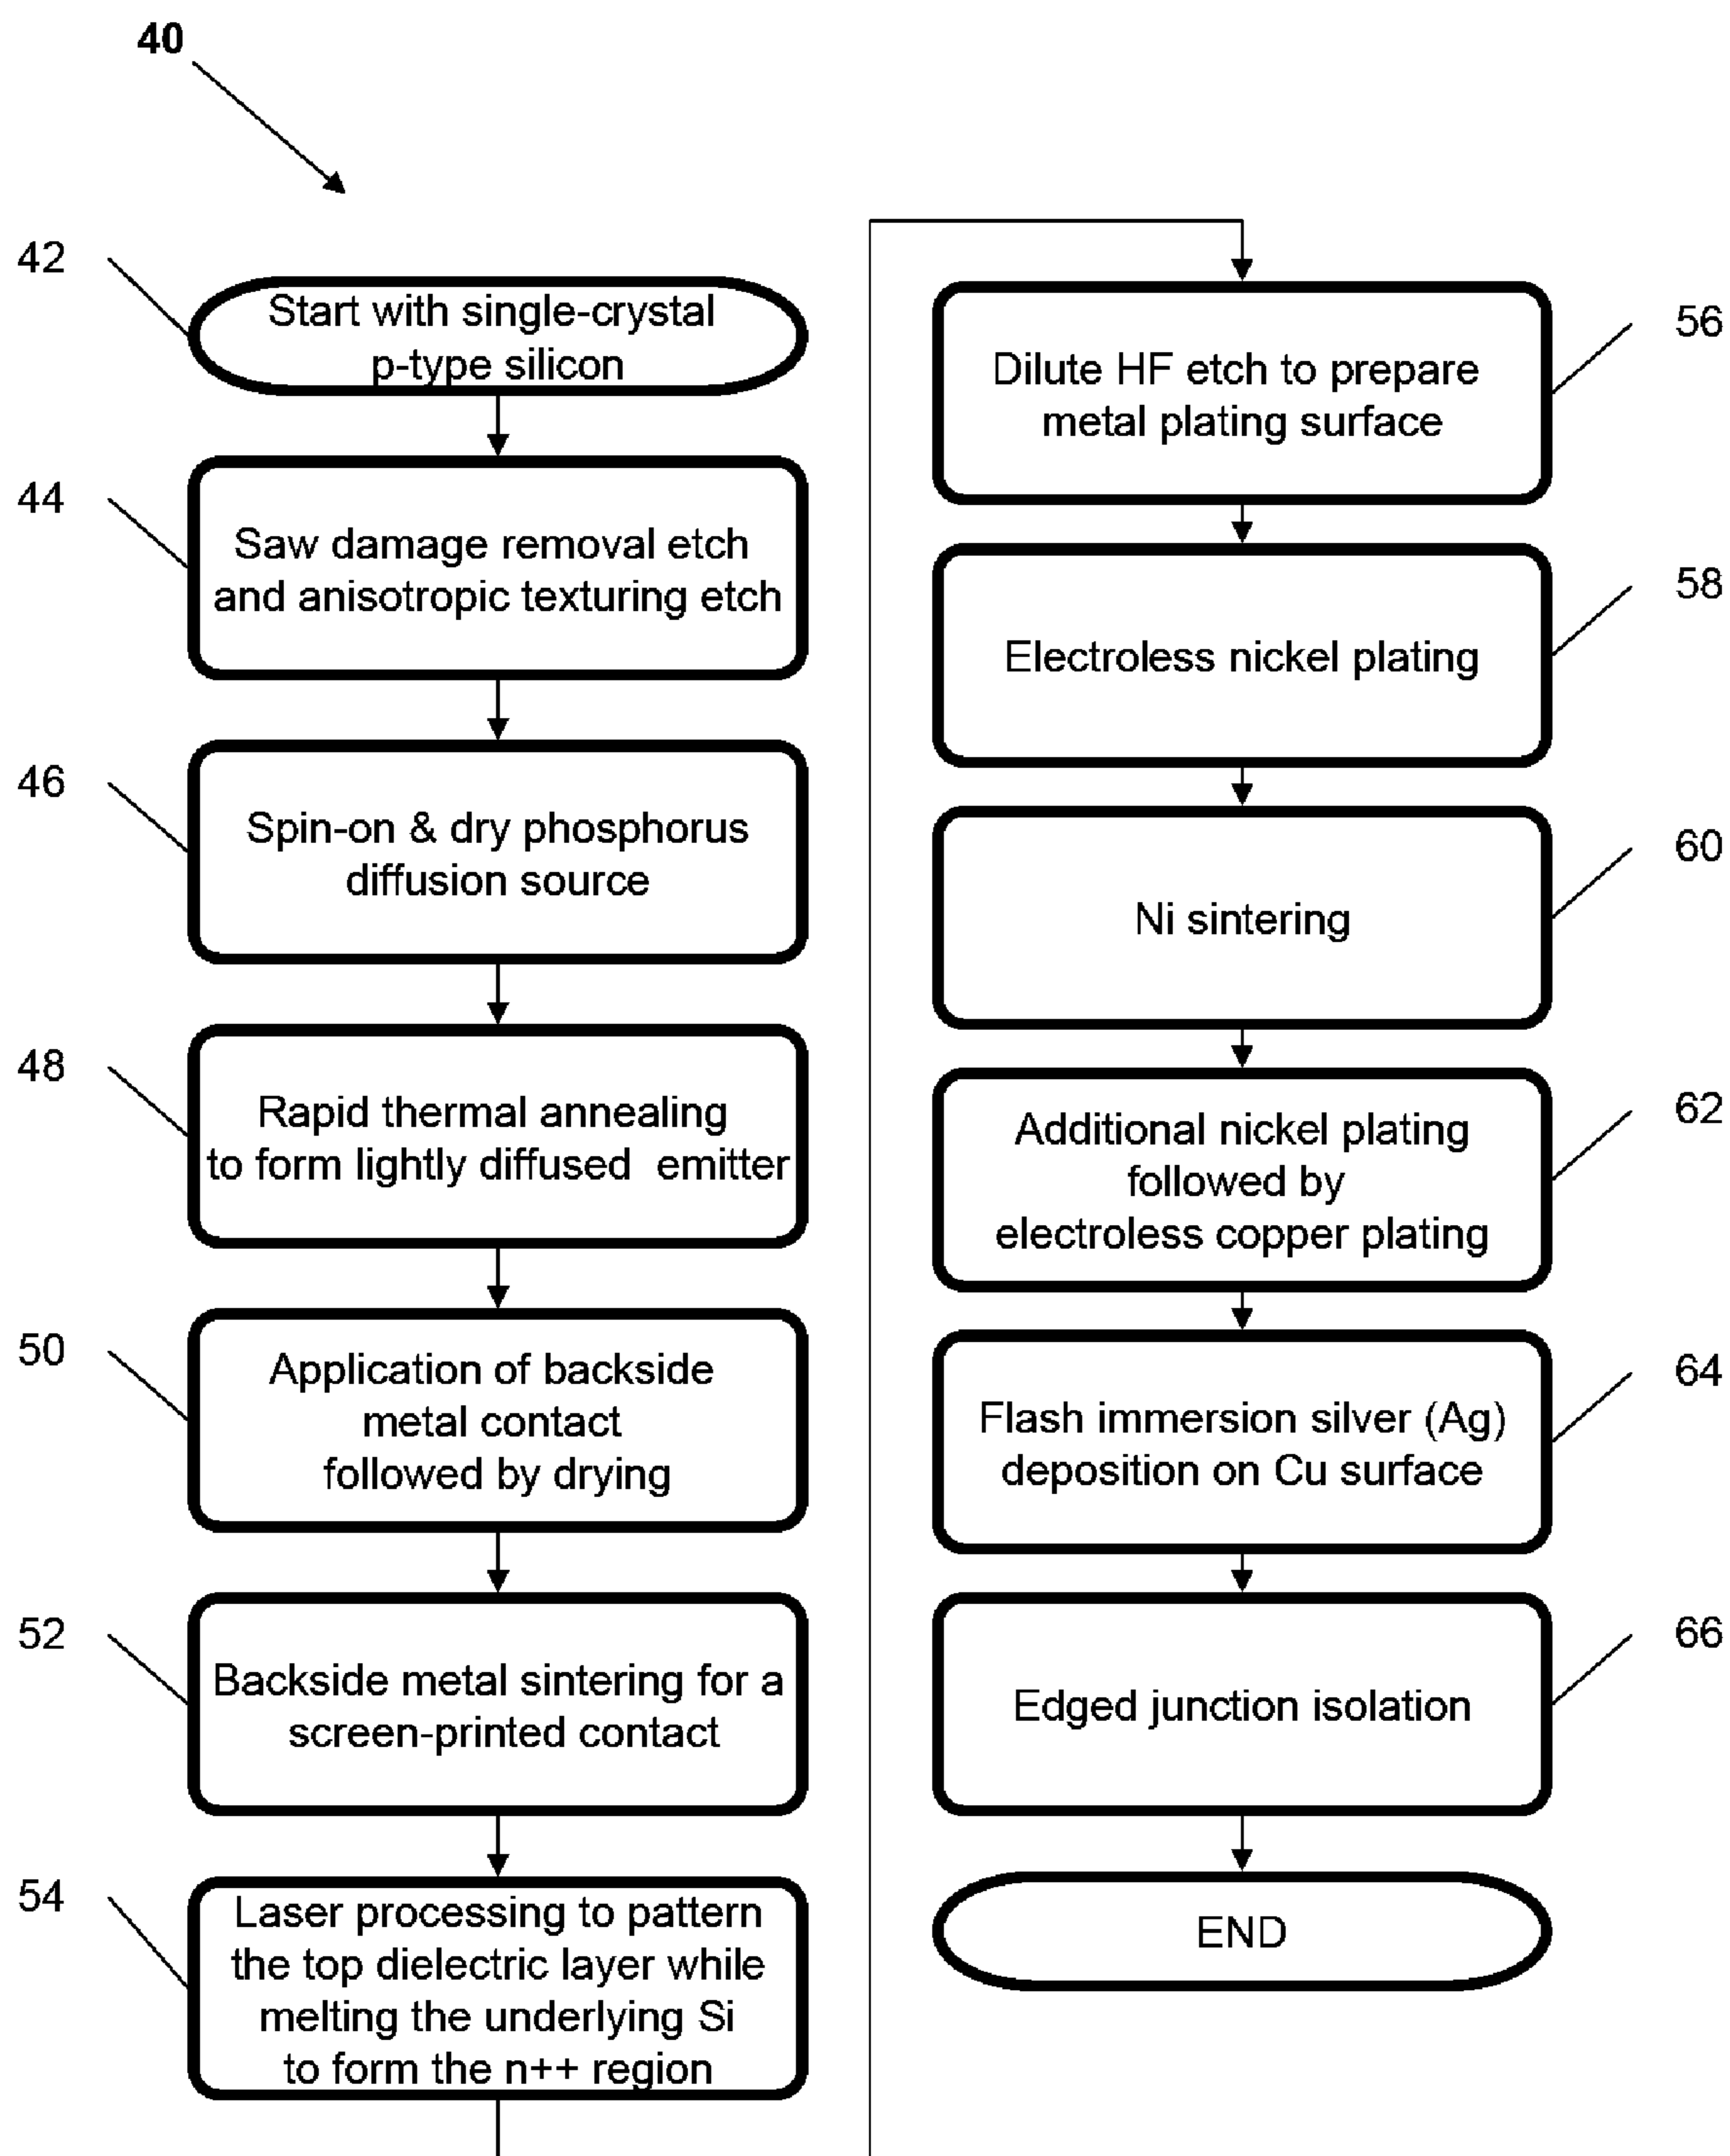 40
42
Start with single-crystal
p-type silicon
44
Saw damage removal etch
and anisotropic texturing etch
46
Spin-on & dry phosphorus
diffusion source
48
Rapid thermal annealing
to form lightly diffused emitter
50
Application of backside
metal contact
followed by drying
52
Backside metal sintering for a
screen-printed contact
54
Laser processing to pattern
the top dielectric layer while
melting the underlying Si
to form the n++ region
56
Dilute HF etch to prepare
metal plating surface
58
Electroless nickel plating
60
Ni sintering
62
Additional nickel plating
followed by
electroless copper plating
64
Flash immersion silver (Ag)
deposition on Cu surface
66
Edged junction isolation
END